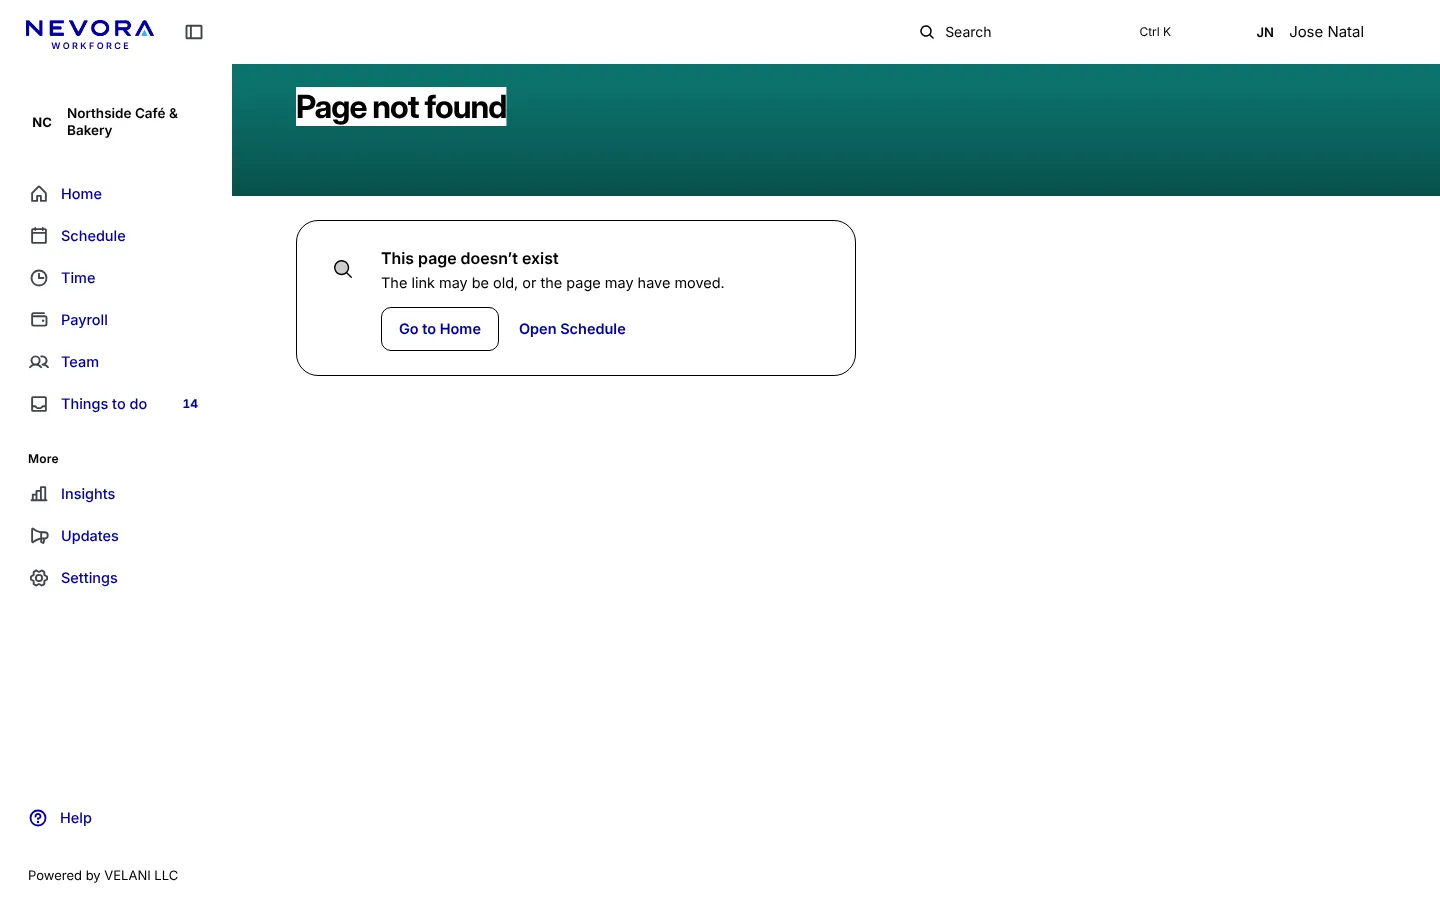 NEVORA
WORKFORCE
Search
Ctrl K
JN
Jose Natal
NC
Northside Café &
Bakery
Home
Schedule
Time
Payroll
Team
Things to do
14
More
Insights
Updates
Settings
Help
Powered by VELANI LLC
Page not found
This page doesn’t exist
The link may be old, or the page may have moved.
Go to Home
Open Schedule